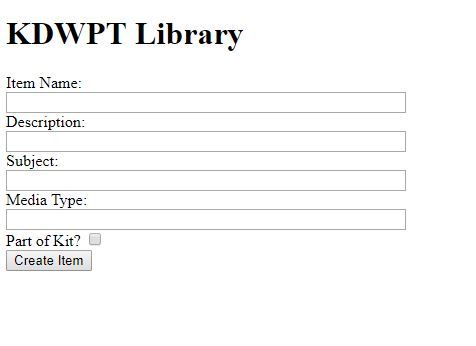 KDWPT Library
Item Name:
Description:
Subject:
Media Type:
Part of Kit?
Create Item